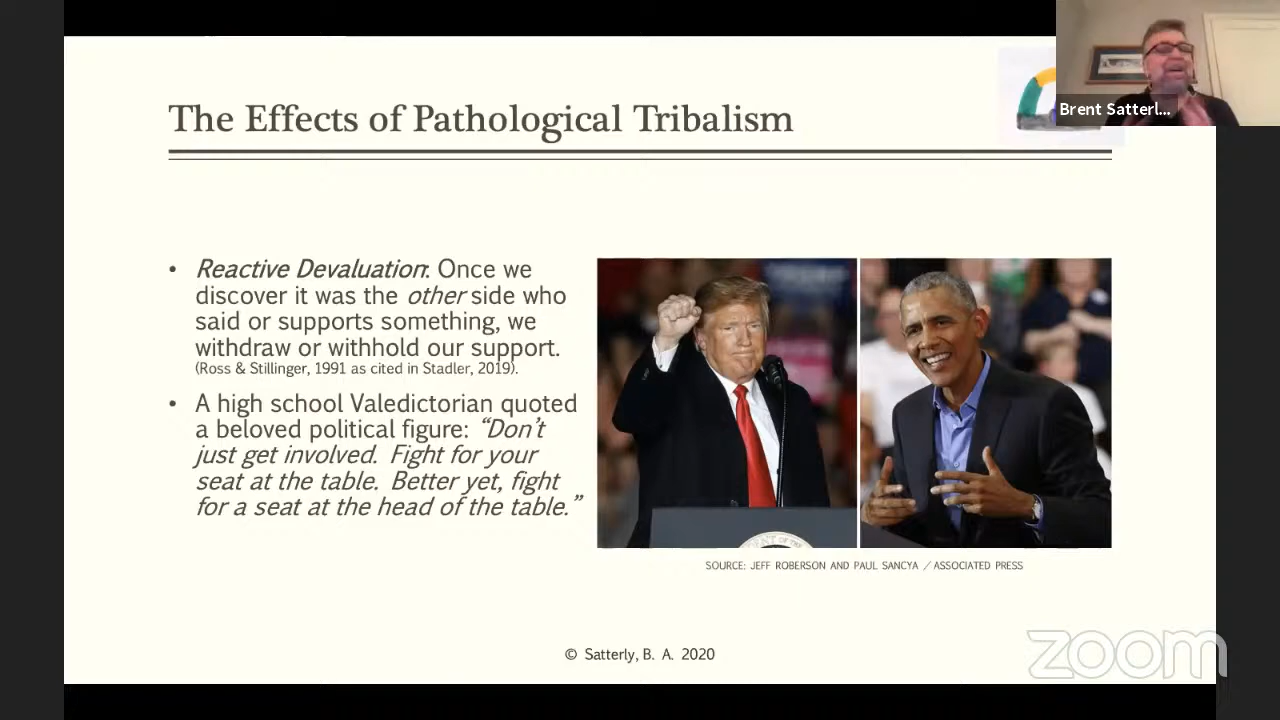 The Effects of Pathological Tribalism
Brent Satterl...
• Reactive Devaluation: Once we
discover it was the other side who
said or supports something, we
withdraw or withhold our support.
(Ross & Stillinger, 1991 as cited in Stadler, 2019).
• A high school Valedictorian quoted
a beloved political figure: “Don’t
just get involved. Fight for your
seat at the table. Better yet, fight
for a seat at the head of the table.”
SOURCE: JEFF ROBERSON AND PAUL SANCYA / ASSOCIATED PRESS
© Satterly, B. A. 2020
zoom